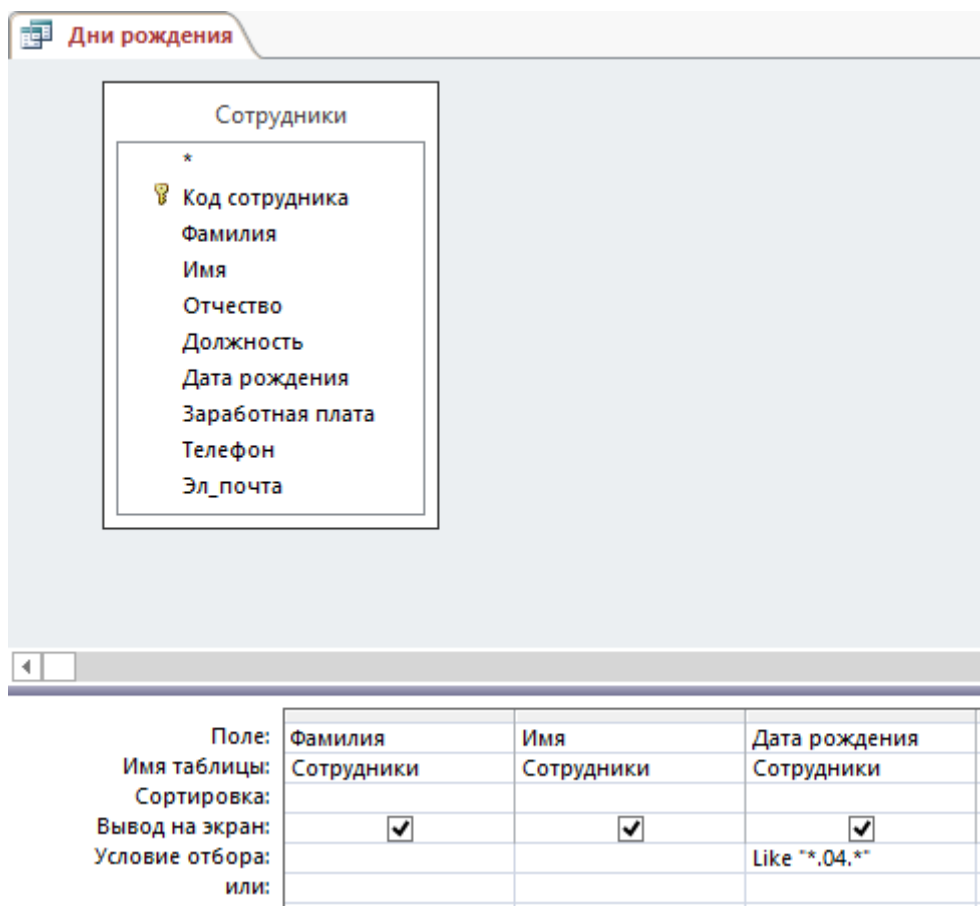 Дни рождения
Сотрудники
*
Код сотрудника
Фамилия
Имя
Отчество
Должность
Дата рождения
Заработная плата
Телефон
Эл_почта
Поле: Фамилия Имя Дата рождения
Имя таблицы: Сотрудники Сотрудники Сотрудники
Сортировка:
Вывод на экран:
Условие отбора: Like "*.04.*"
или: